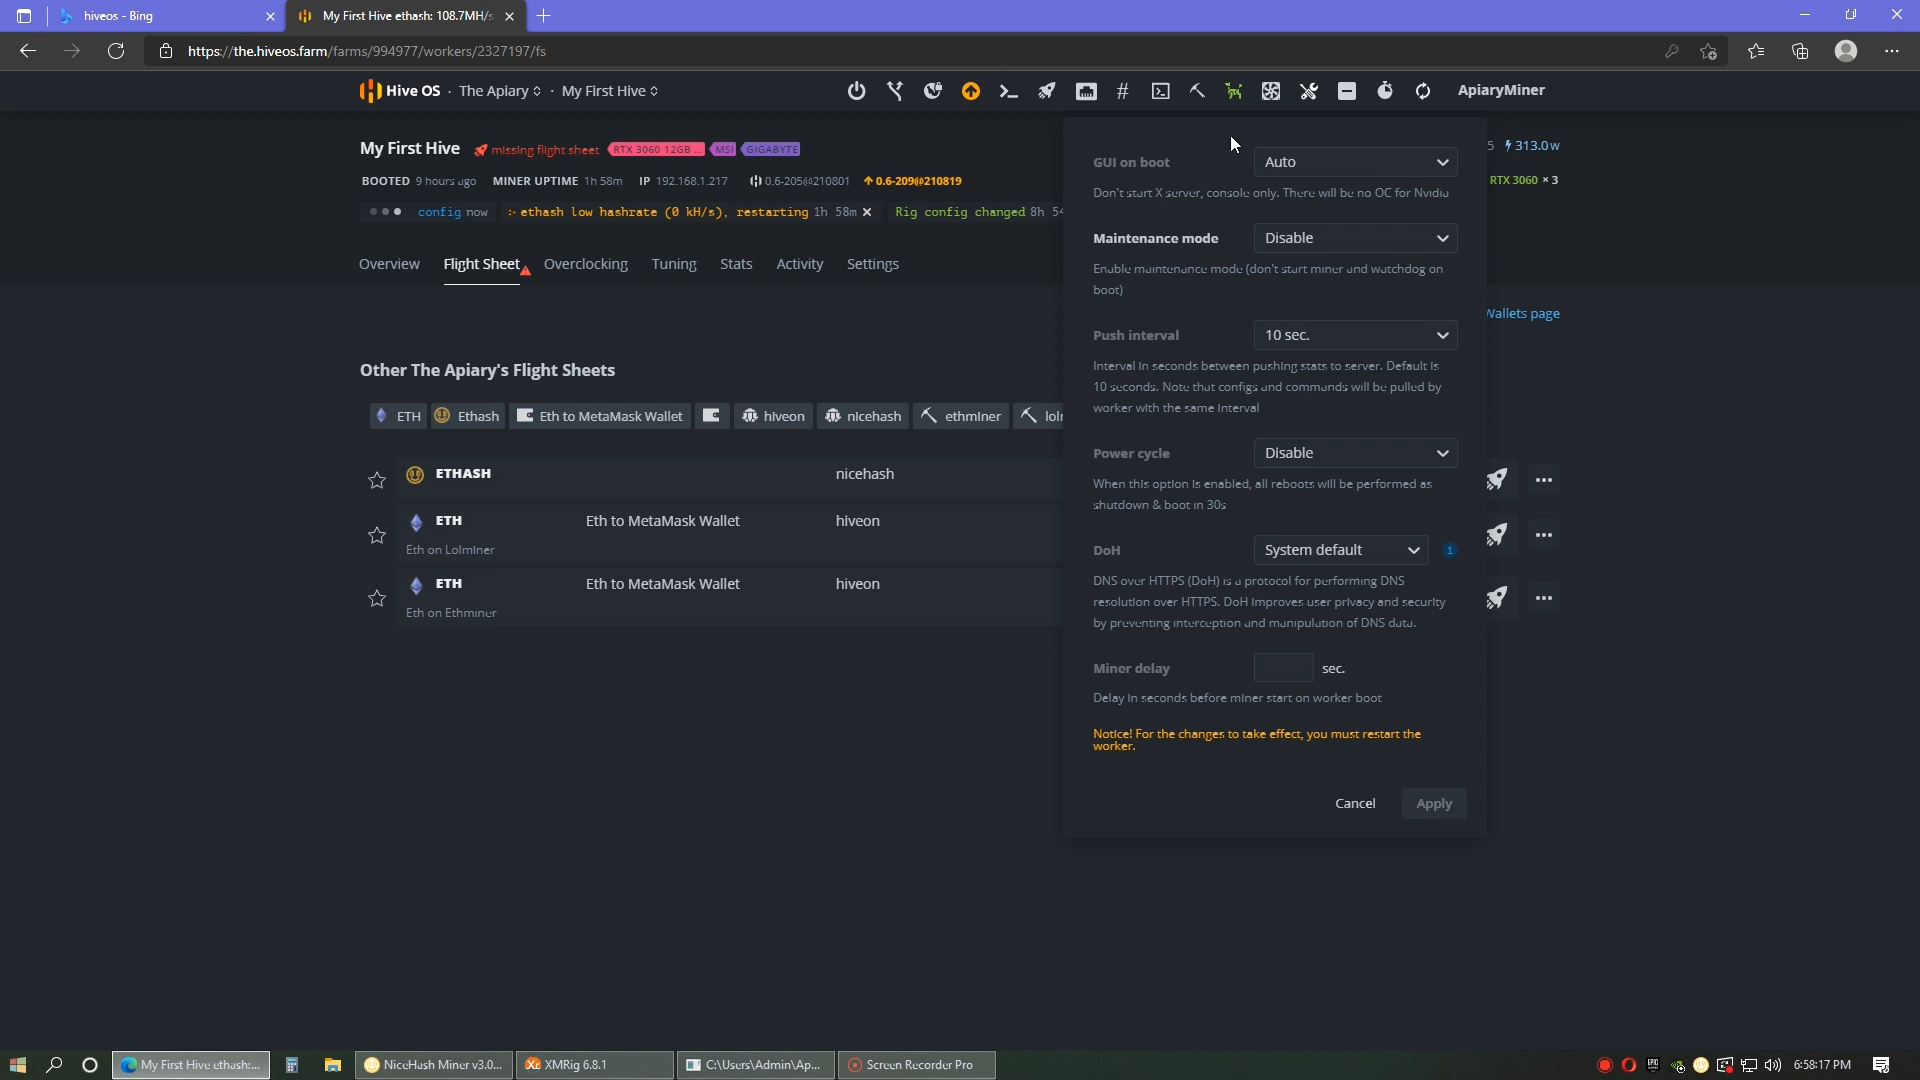 hiveos - Bing
My First Hive ethash: 108.7MH/s
https://the.hiveos.farm/farms/994977/workers/2327197/fs
Hive OS · The Apiary · My First Hive
ApiaryMiner
My First Hive missing flight sheet RTX 3060 12GB ... MSI GIGABYTE
BOOTED 9 hours ago MINER UPTIME 1h 58m IP 192.168.1.217 0.6-205@210801 0.6-209@210819
config now ethash low hashrate (0 kH/s), restarting 1h 58m Rig config changed 8h 54
5 313.0 W
RTX 3060 × 3
Overview Flight Sheet Overclocking Tuning Stats Activity Settings
Wallets page
Other The Apiary's Flight Sheets
ETH Ethash Eth to MetaMask Wallet hiveon nicehash ethminer
ETHASH nicehash
ETH Eth to MetaMask Wallet hiveon
Eth on Lolminer
ETH Eth to MetaMask Wallet hiveon
Eth on Ethminer
GUI on boot Auto
Don't start X server, console only. There will be no OC for Nvidia
Maintenance mode Disable
Enable maintenance mode (don't start miner and watchdog on
boot)
Push interval 10 sec.
Interval in seconds between pushing stats to server. Default is
10 seconds. Note that configs and commands will be pulled by
worker with the same interval
Power cycle Disable
When this option is enabled, all reboots will be performed as
shutdown & boot in 30s
DoH System default i
DNS over HTTPS (DoH) is a protocol for performing DNS
resolution over HTTPS. DoH improves user privacy and security
by preventing interception and manipulation of DNS data.
Miner delay sec.
Delay in seconds before miner start on worker boot
Notice! For the changes to take effect, you must restart the
worker.
Cancel Apply
My First Hive ethash:... NiceHash Miner v3.0... XMRig 6.8.1 C:\Users\Admin\Ap... Screen Recorder Pro 6:58:17 PM